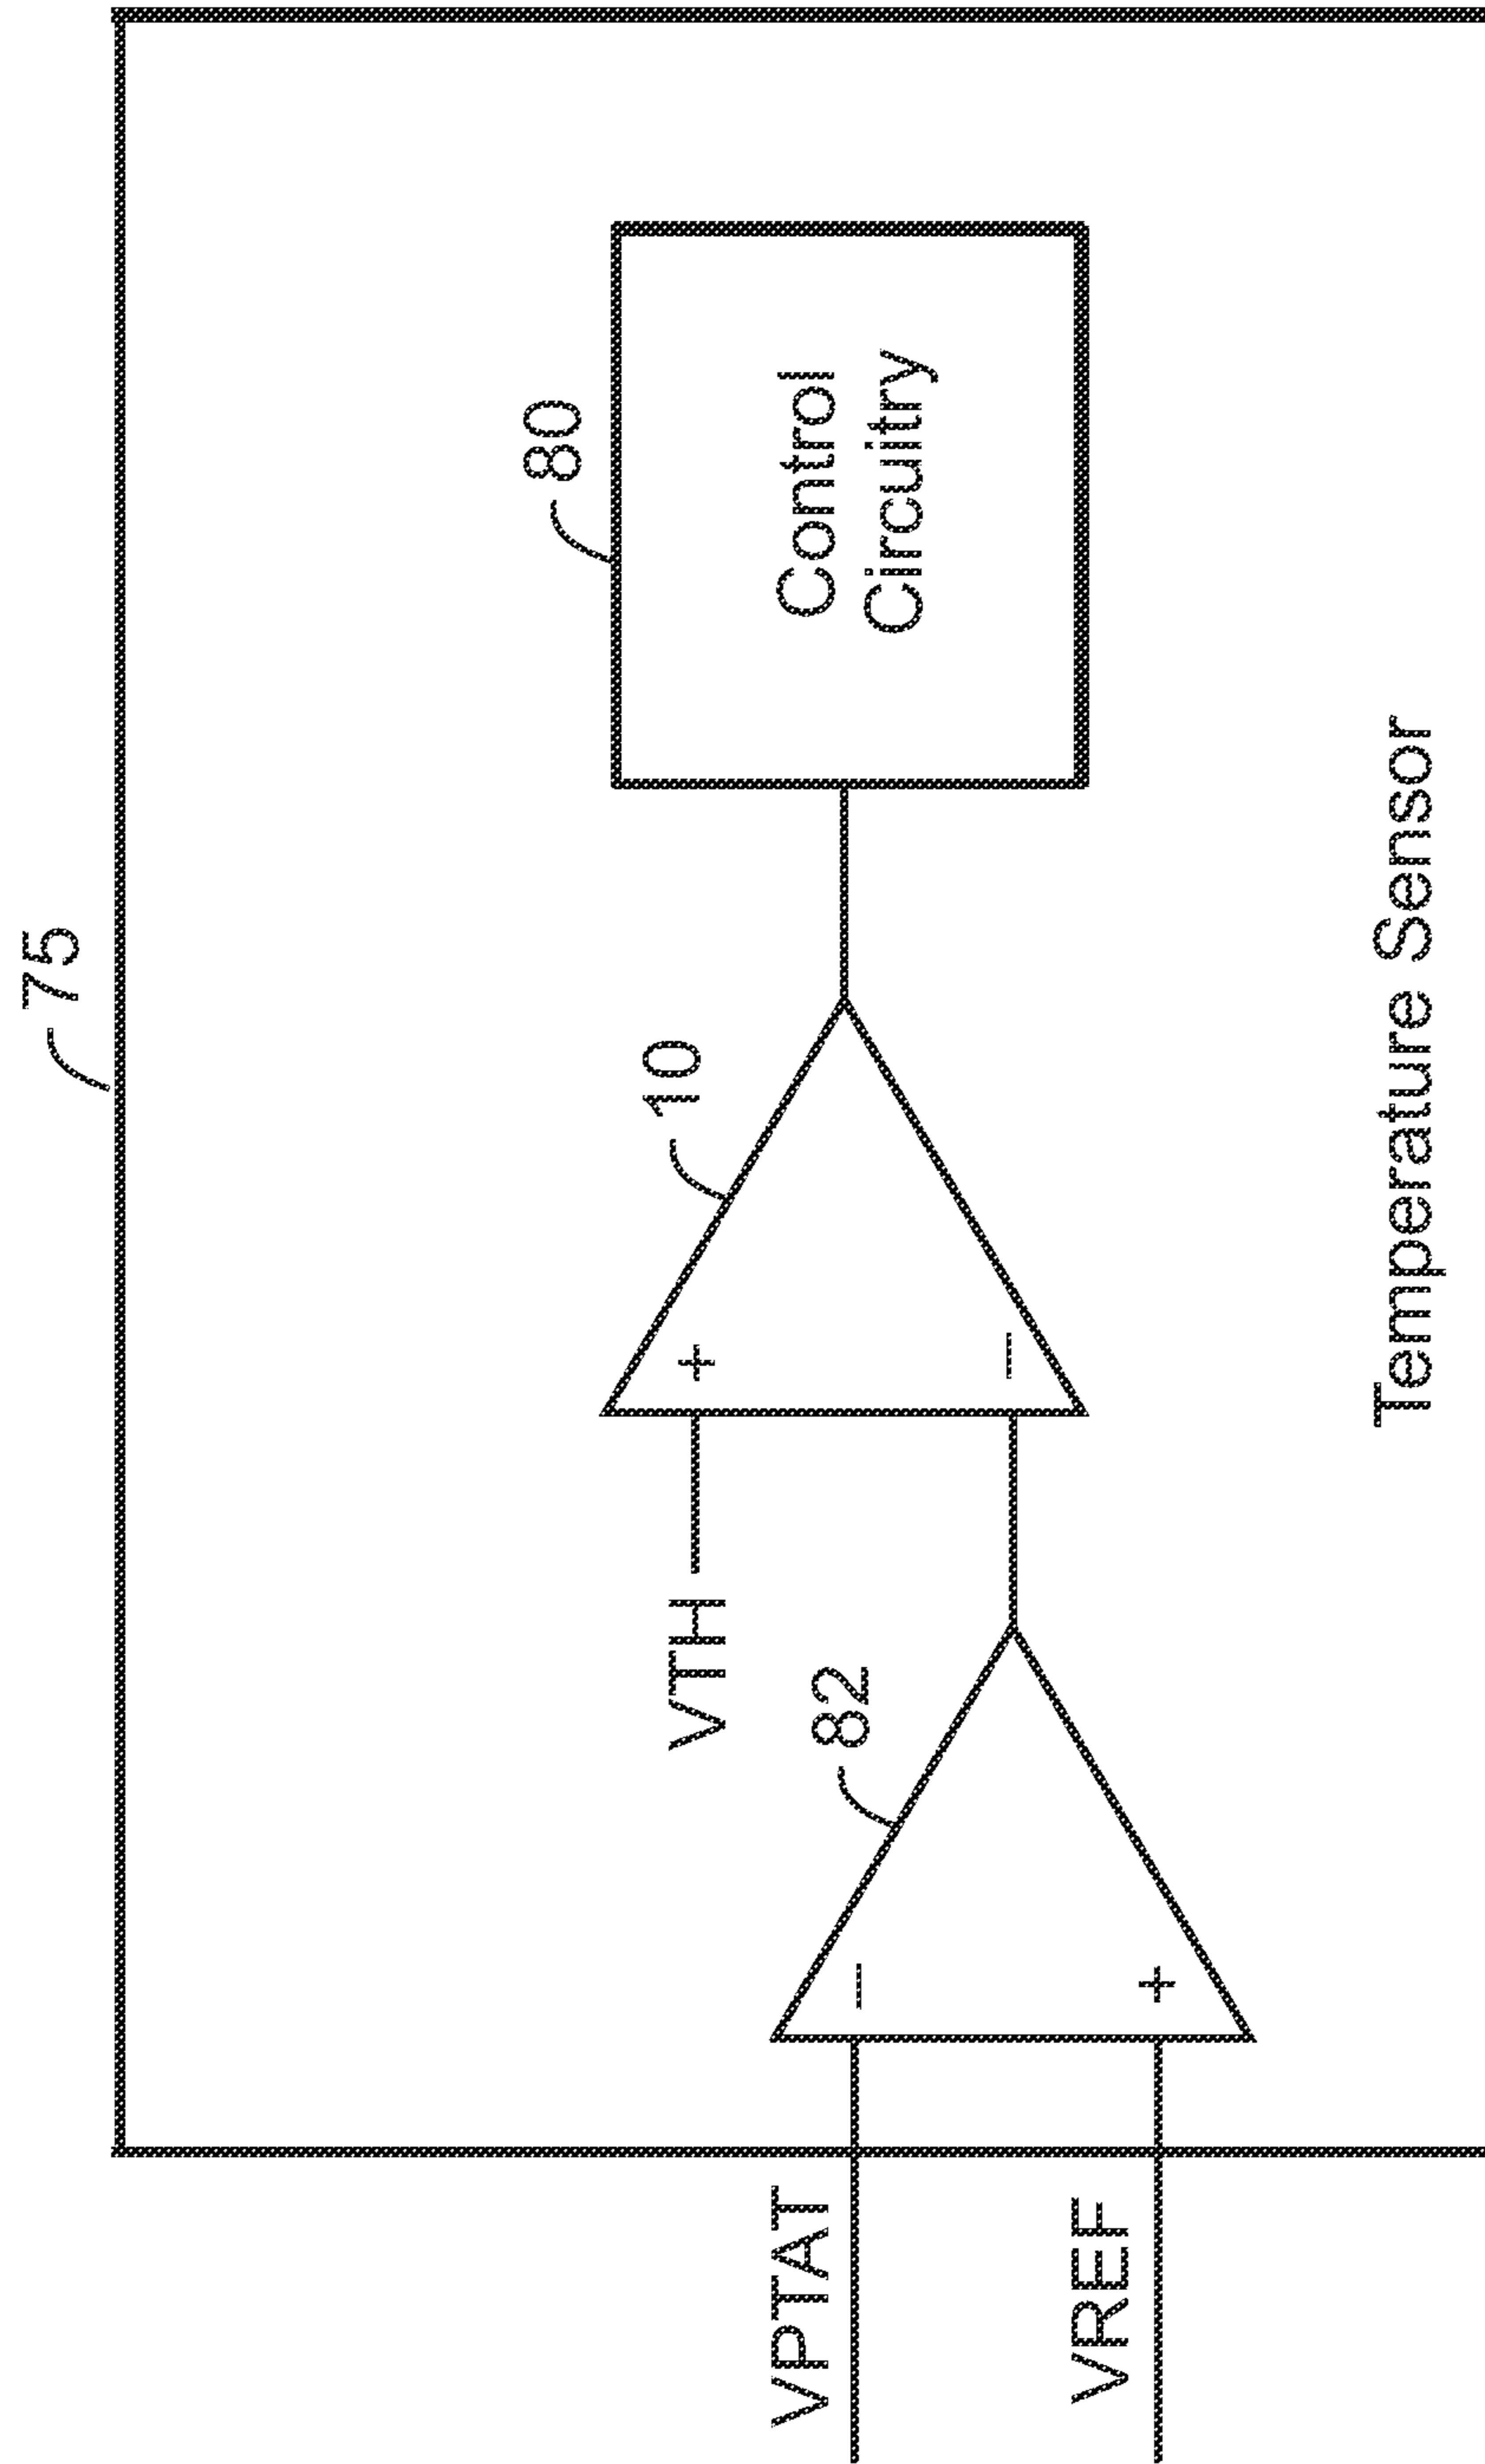 75
80
Control
Circuitry
10
+
−
VTH
82
−
+
VPTAT
VREF
Temperature Sensor